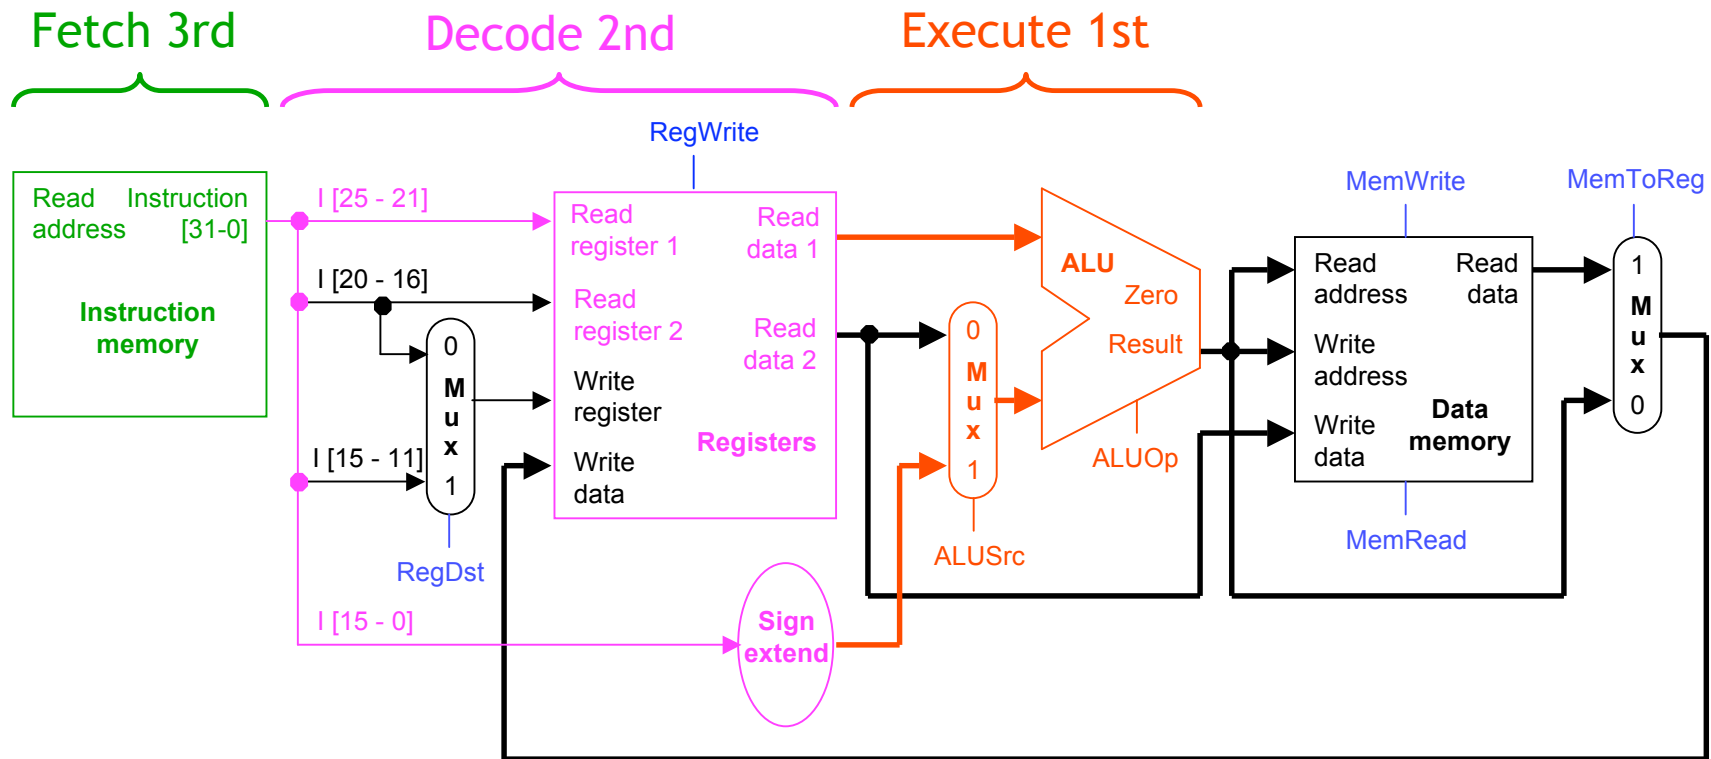 Fetch 3rd
Decode 2nd
Execute 1st
RegWrite
Read
address
Instruction
[31-0]
Instruction
memory
I [25 - 21]
I [20 - 16]
I [15 - 11]
I [15 - 0]
0
M
u
x
1
RegDst
Read
register 1
Read
register 2
Write
register
Write
data
Read
data 1
Read
data 2
Registers
Sign
extend
0
M
u
x
1
ALUSrc
ALU
Zero
Result
ALUOp
MemWrite
Read
address
Write
address
Write
data
Read
data
Data
memory
MemRead
MemToReg
1
M
u
x
0